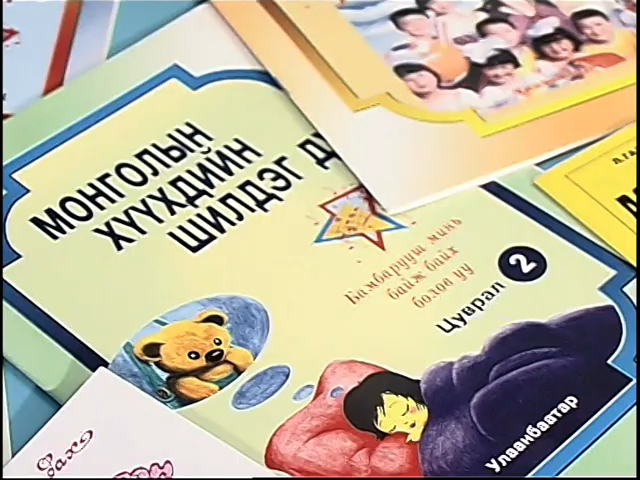 МОНГОЛЫН
ХҮҮХДИЙН
ШИЛДЭГ
Бамбарууш минь
байж байх
болов уу
Цуврал 2
Улаанбаатар